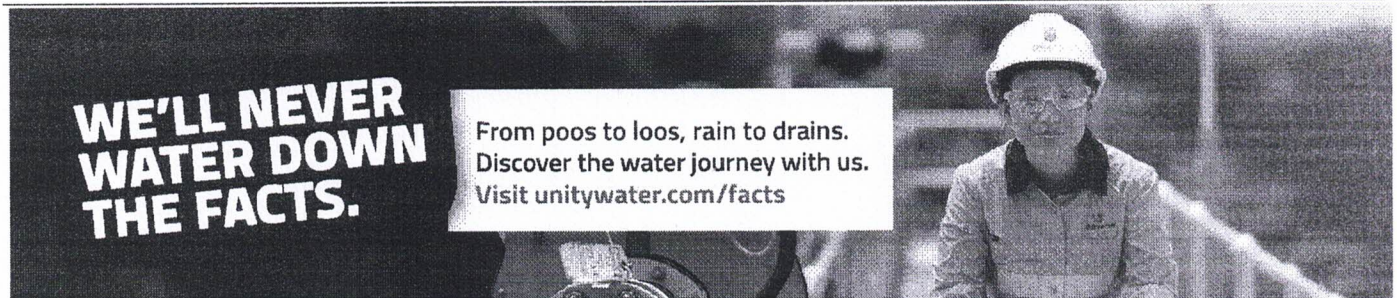 WE'LL NEVER
WATER DOWN
THE FACTS.
From poos to loos, rain to drains.
Discover the water journey with us.
Visit unitywater.com/facts